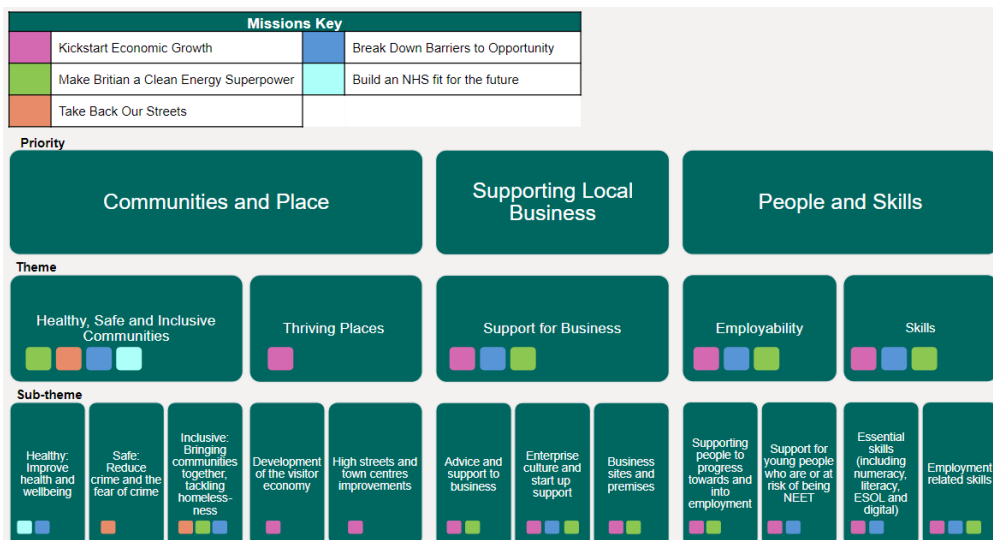 Missions Key
Kickstart Economic Growth
Break Down Barriers to Opportunity
Make Britian a Clean Energy Superpower
Build an NHS fit for the future
Take Back Our Streets
Priority
Communities and Place
Supporting Local
Business
People and Skills
Theme
Healthy, Safe and Inclusive
Communities
Thriving Places
Support for Business
Employability
Skills
Sub-theme
Healthy:
Improve
health and
wellbeing
Safe:
Reduce
crime and the
fear of crime
Inclusive:
Bringing
communities
together,
tackling
homeless-
ness
Development
of the visitor
economy
High streets and
town centres
improvements
Advice and
support to
business
Enterprise
culture and
start up
support
Business
sites and
premises
Supporting
people to
progress
towards and
into
employment
Support for
young people
who are or at
risk of being
NEET
Essential
skills
(including
numeracy,
literacy,
ESOL and
digital)
Employment
related skills